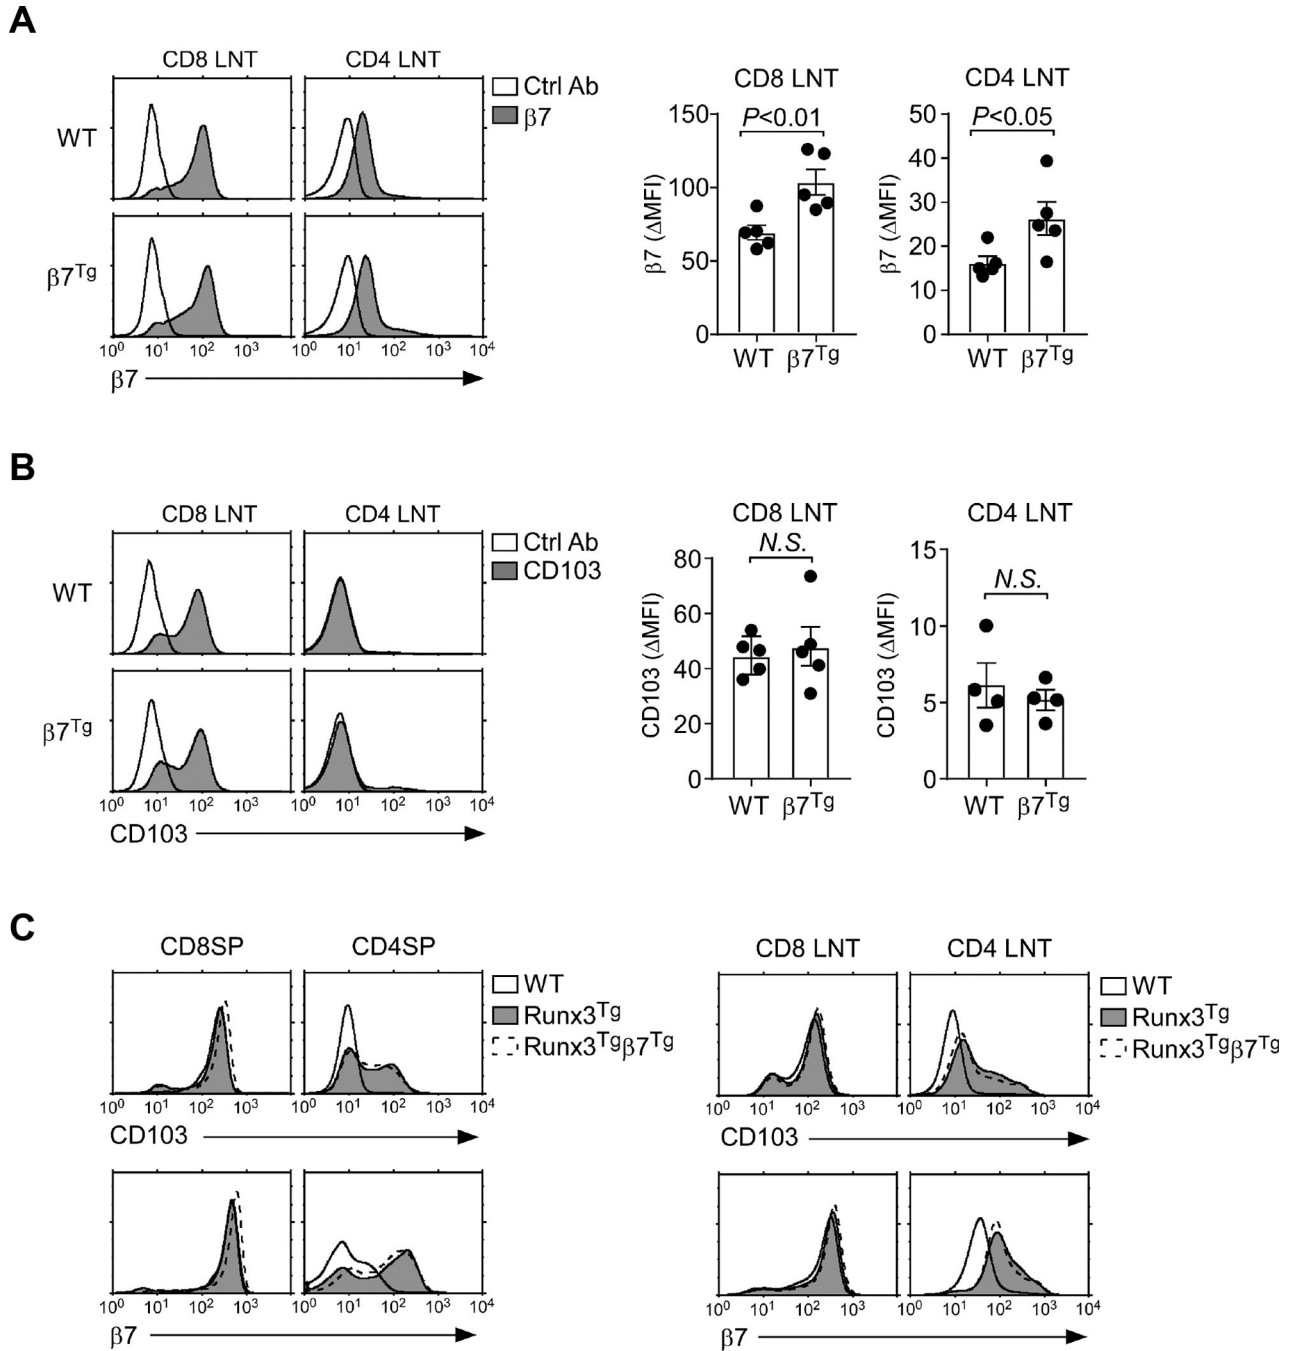 A
CD8 LNT CD4 LNT
Ctrl Ab
β7
WT
β7Tg
100 101 102 103 100 101 102 103 104
β7
CD8 LNT
P<0.01
β7 (ΔMFI)
150
100
50
0
WT β7Tg
CD4 LNT
P<0.05
β7 (ΔMFI)
50
40
30
20
10
0
WT β7Tg
B
CD8 LNT CD4 LNT
Ctrl Ab
CD103
WT
β7Tg
100 101 102 103 100 101 102 103 104
CD103
CD8 LNT
N.S.
CD103 (ΔMFI)
80
60
40
20
0
WT β7Tg
CD4 LNT
N.S.
CD103 (ΔMFI)
15
10
5
0
WT β7Tg
C
CD8SP CD4SP
WT
Runx3Tg
Runx3Tgβ7Tg
100 101 102 103 100 101 102 103 104
CD103
100 101 102 103 100 101 102 103 104
β7
CD8 LNT CD4 LNT
WT
Runx3Tg
Runx3Tgβ7Tg
100 101 102 103 100 101 102 103 104
CD103
100 101 102 103 100 101 102 103 104
β7